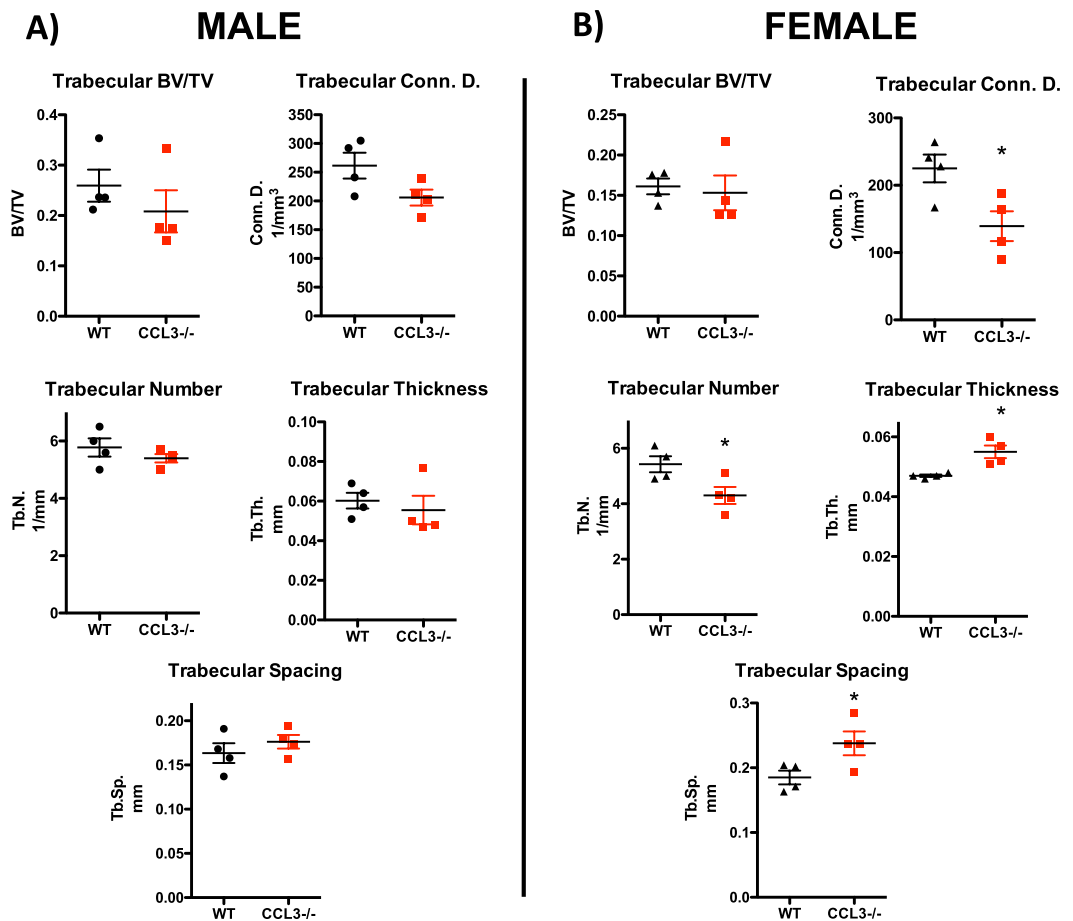 A) MALE
Trabecular BV/TV
BV/TV
0.4
0.3
0.2
0.1
0.0
WT CCL3-/-
Trabecular Conn. D.
Conn. D.
1/mm³
350
300
250
200
150
100
50
0
WT CCL3-/-
Trabecular Number
Tb.N.
1/mm
6
4
2
0
WT CCL3-/-
Trabecular Thickness
Tb.Th.
mm
0.10
0.08
0.06
0.04
0.02
0.00
WT CCL3-/-
Trabecular Spacing
Tb.Sp.
mm
0.20
0.15
0.10
0.05
0.00
WT CCL3-/-
B) FEMALE
Trabecular BV/TV
BV/TV
0.25
0.20
0.15
0.10
0.05
0.00
WT CCL3-/-
Trabecular Conn. D.
Conn. D.
1/mm³
300
200
100
0
*
WT CCL3-/-
Trabecular Number
Tb.N.
1/mm
6
4
2
0
*
WT CCL3-/-
Trabecular Thickness
Tb.Th.
mm
0.06
0.04
0.02
0.00
*
WT CCL3-/-
Trabecular Spacing
Tb.Sp.
mm
0.3
0.2
0.1
0.0
*
WT CCL3-/-